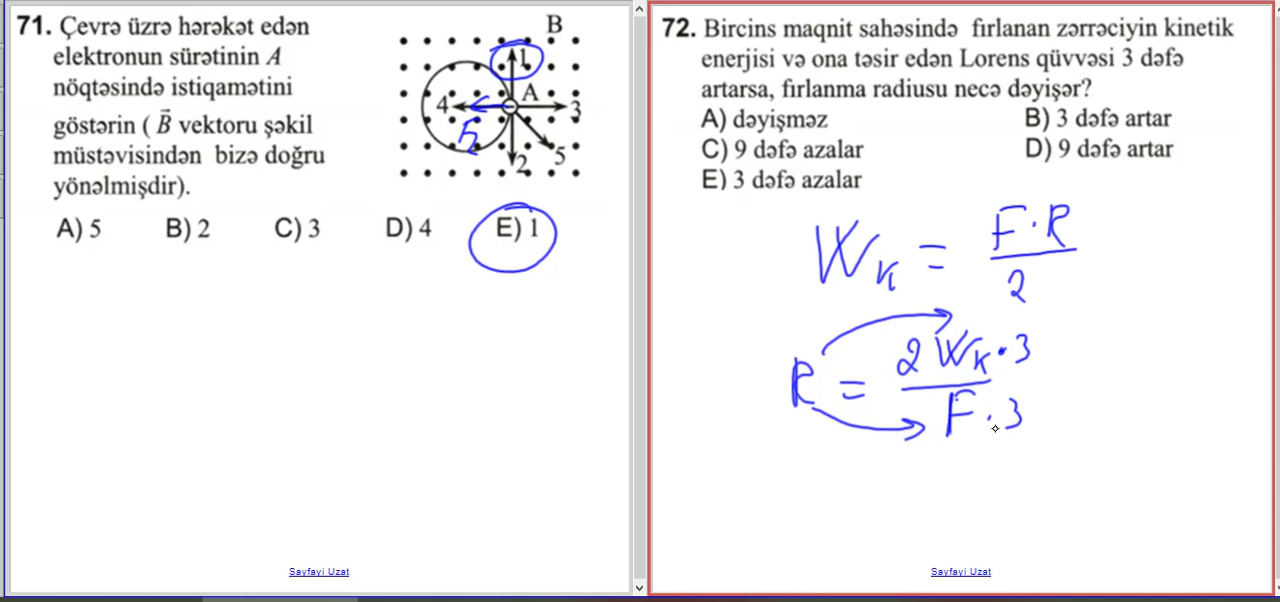 71. Çevrə üzrə hərəkət edən
elektronun sürətinin A
nöqtəsində istiqamətini
göstərin ( B⃗ vektoru şəkil
müstəvisindən bizə doğru
yönəlmişdir).
B
1
A
4
3
5
2
A) 5 B) 2 C) 3 D) 4 E) 1
Sayfayi Uzat
72. Bircins maqnit sahəsində fırlanan zərrəciyin kinetik
enerjisi və ona təsir edən Lorens qüvvəsi 3 dəfə
artarsa, fırlanma radiusu necə dəyişər?
A) dəyişməz B) 3 dəfə artar
C) 9 dəfə azalar D) 9 dəfə artar
E) 3 dəfə azalar
Wk = F·R / 2
R = 2Wk·3 / F·3
Sayfayi Uzat